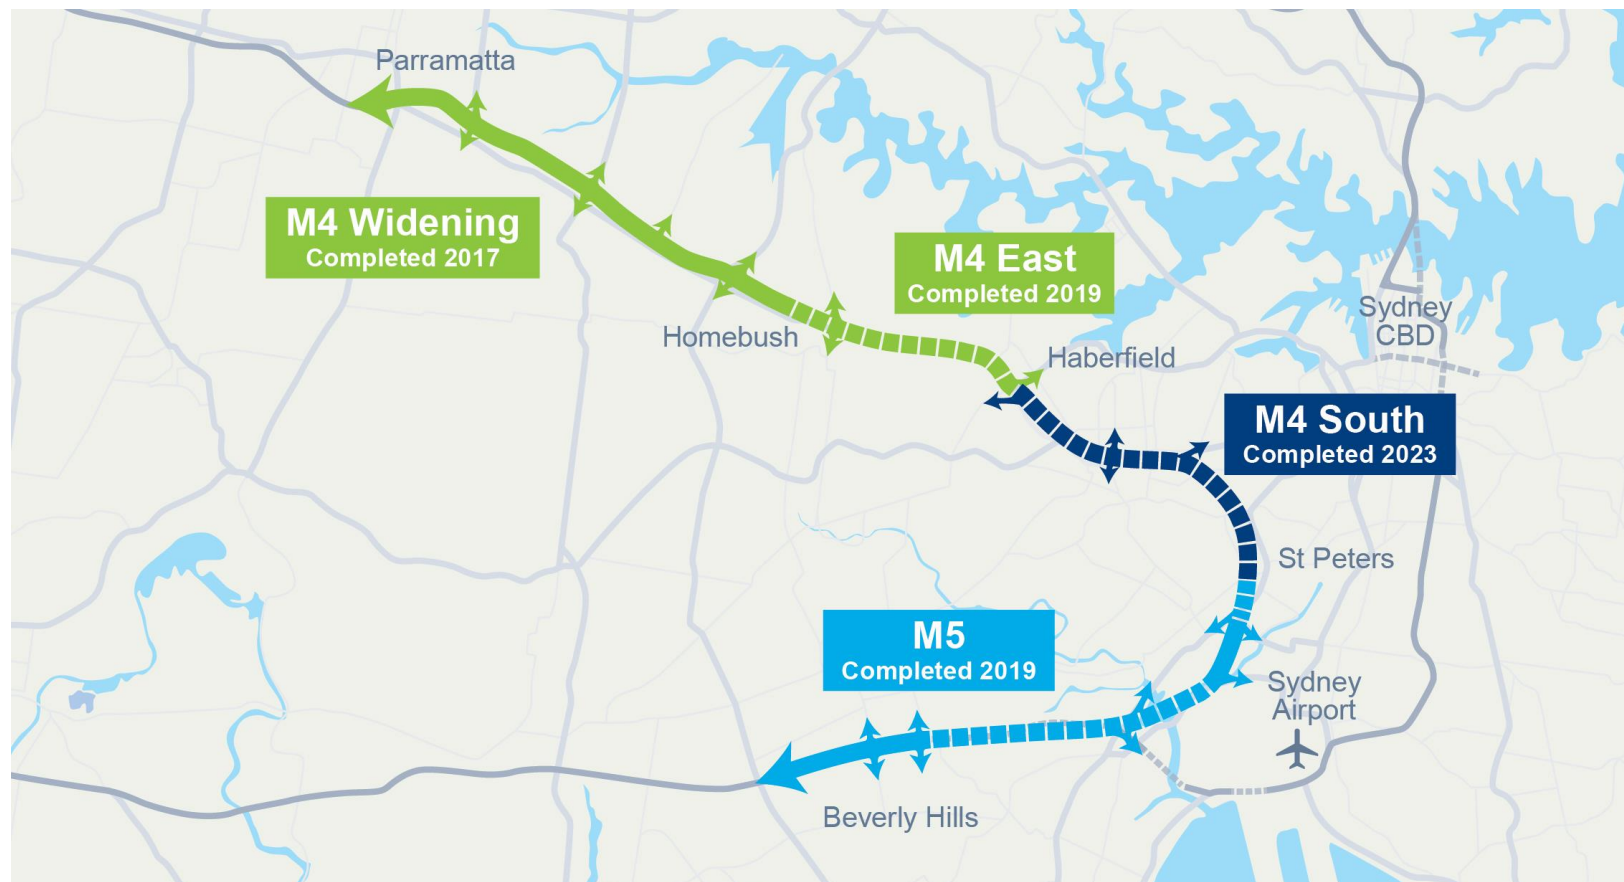 Parramatta
M4 Widening
Completed 2017
M4 East
Completed 2019
Homebush
Haberfield
Sydney
CBD
M4 South
Completed 2023
St Peters
M5
Completed 2019
Sydney
Airport
Beverly Hills